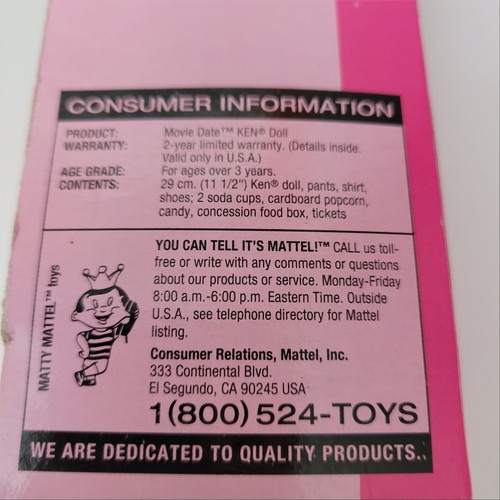 CONSUMER INFORMATION
PRODUCT: Movie Date™ KEN® Doll
WARRANTY: 2-year limited warranty. (Details inside.
Valid only in U.S.A.)
AGE GRADE: For ages over 3 years.
CONTENTS: 29 cm. (11 1/2") Ken® doll, pants, shirt,
shoes; 2 soda cups, cardboard popcorn,
candy, concession food box, tickets
MATTY MATTEL™ toys
YOU CAN TELL IT'S MATTEL!™ CALL us toll-
free or write with any comments or questions
about our products or service. Monday-Friday
8:00 a.m.-6:00 p.m. Eastern Time. Outside
U.S.A., see telephone directory for Mattel
listing.
Consumer Relations, Mattel, Inc.
333 Continental Blvd.
El Segundo, CA 90245 USA
1(800) 524-TOYS
WE ARE DEDICATED TO QUALITY PRODUCTS.